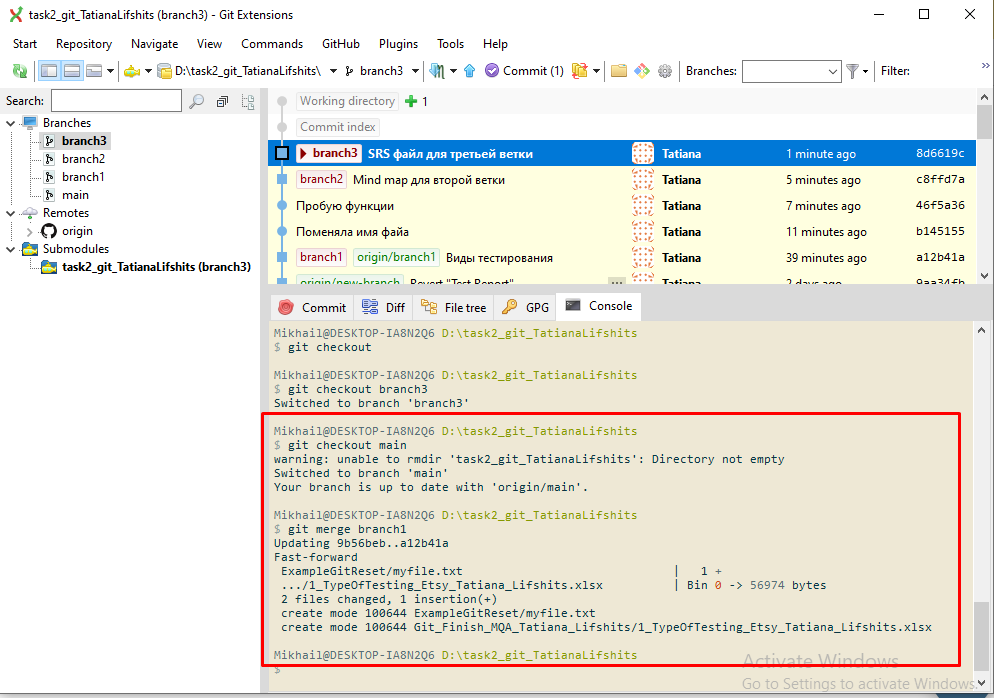 task2_git_TatianaLifshits (branch3) - Git Extensions
Start Repository Navigate View Commands GitHub Plugins Tools Help
D:\task2_git_TatianaLifshits\ branch3 Commit (1) Branches: Filter:
Search:
Branches
branch3
branch2
branch1
main
Remotes
origin
Submodules
task2_git_TatianaLifshits (branch3)
Working directory 1
Commit index
branch3 SRS файл для третьей ветки Tatiana 1 minute ago 8d6619c
branch2 Mind map для второй ветки Tatiana 5 minutes ago c8ffd7a
Пробую функции Tatiana 7 minutes ago 46f5a36
Поменяла имя файа Tatiana 11 minutes ago b145155
branch1 origin/branch1 Виды тестирования Tatiana 39 minutes ago a12b41a
origin/new-branch Revert "Test Report" ... Tatiana 2 days ago 9aa34fb
Commit Diff File tree GPG Console
Mikhail@DESKTOP-IA8N2Q6 D:\task2_git_TatianaLifshits
$ git checkout
Mikhail@DESKTOP-IA8N2Q6 D:\task2_git_TatianaLifshits
$ git checkout branch3
Switched to branch 'branch3'
Mikhail@DESKTOP-IA8N2Q6 D:\task2_git_TatianaLifshits
$ git checkout main
warning: unable to rmdir 'task2_git_TatianaLifshits': Directory not empty
Switched to branch 'main'
Your branch is up to date with 'origin/main'.
Mikhail@DESKTOP-IA8N2Q6 D:\task2_git_TatianaLifshits
$ git merge branch1
Updating 9b56beb..a12b41a
Fast-forward
ExampleGitReset/myfile.txt | 1 +
.../1_TypeOfTesting_Etsy_Tatiana_Lifshits.xlsx | Bin 0 -> 56974 bytes
2 files changed, 1 insertion(+)
create mode 100644 ExampleGitReset/myfile.txt
create mode 100644 Git_Finish_MQA_Tatiana_Lifshits/1_TypeOfTesting_Etsy_Tatiana_Lifshits.xlsx
Mikhail@DESKTOP-IA8N2Q6 D:\task2_git_TatianaLifshits
$
Activate Windows
Go to Settings to activate Windows.